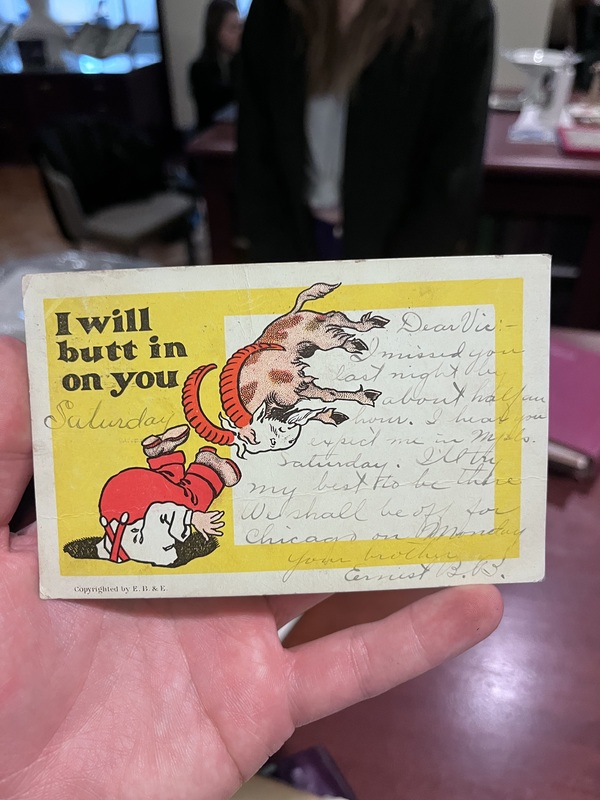 I will
butt in
on you
Saturday
Dear Vic:-
I missed you
last night by
about half an
hour. I hear you
expect me in Mpls.
Saturday. I'll try
my best to be there
We shall be off for
Chicago on Monday
your brother
Ernest B. B.
Copyrighted by E. B. & E.